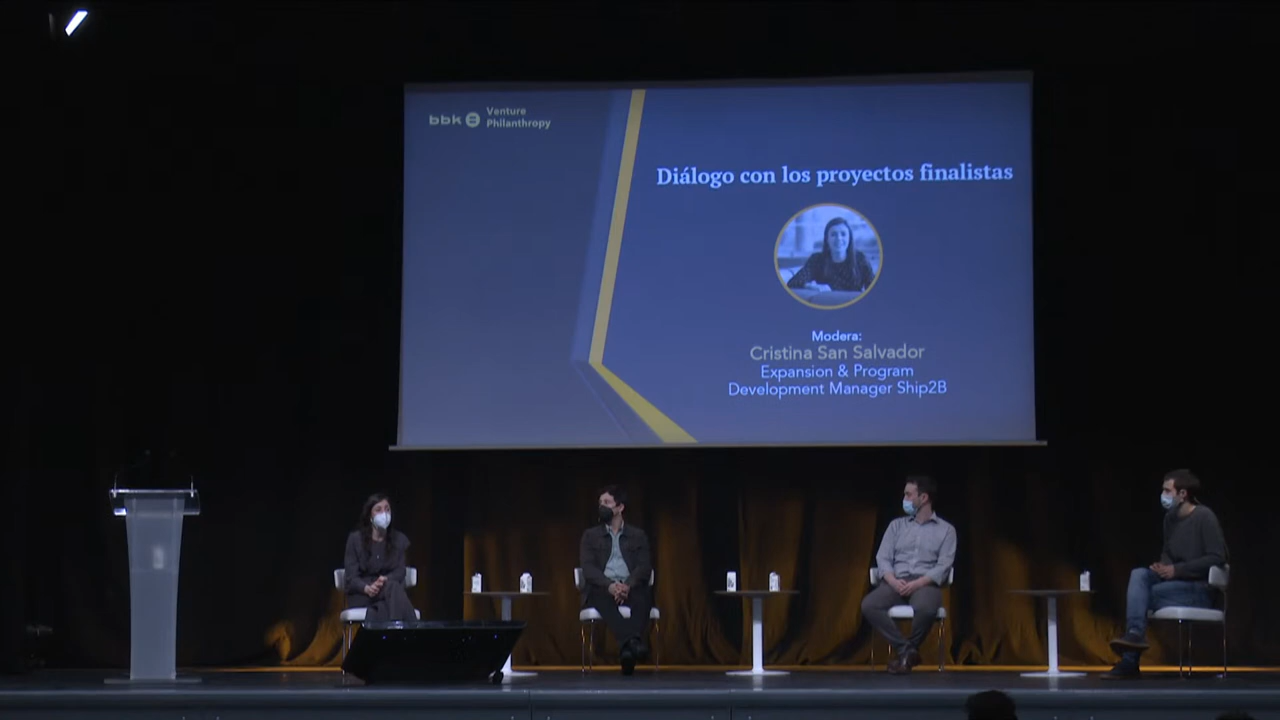 bbk Venture
Philanthropy
Diálogo con los proyectos finalistas
Modera:
Cristina San Salvador
Expansion & Program
Development Manager Ship2B